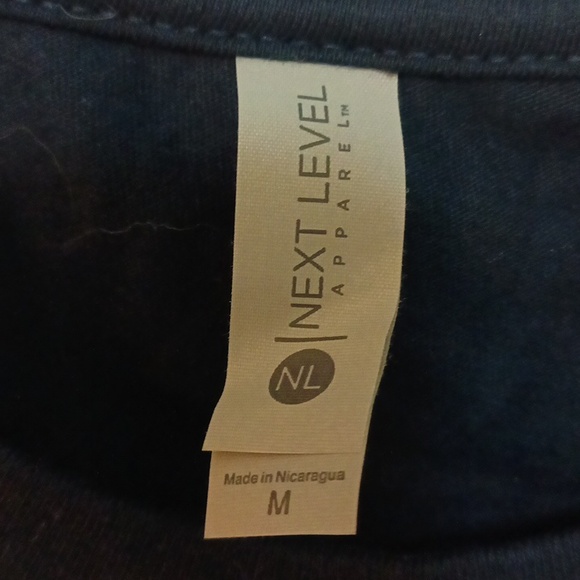 NL | NEXT LEVEL
APPAREL™
Made in Nicaragua
M